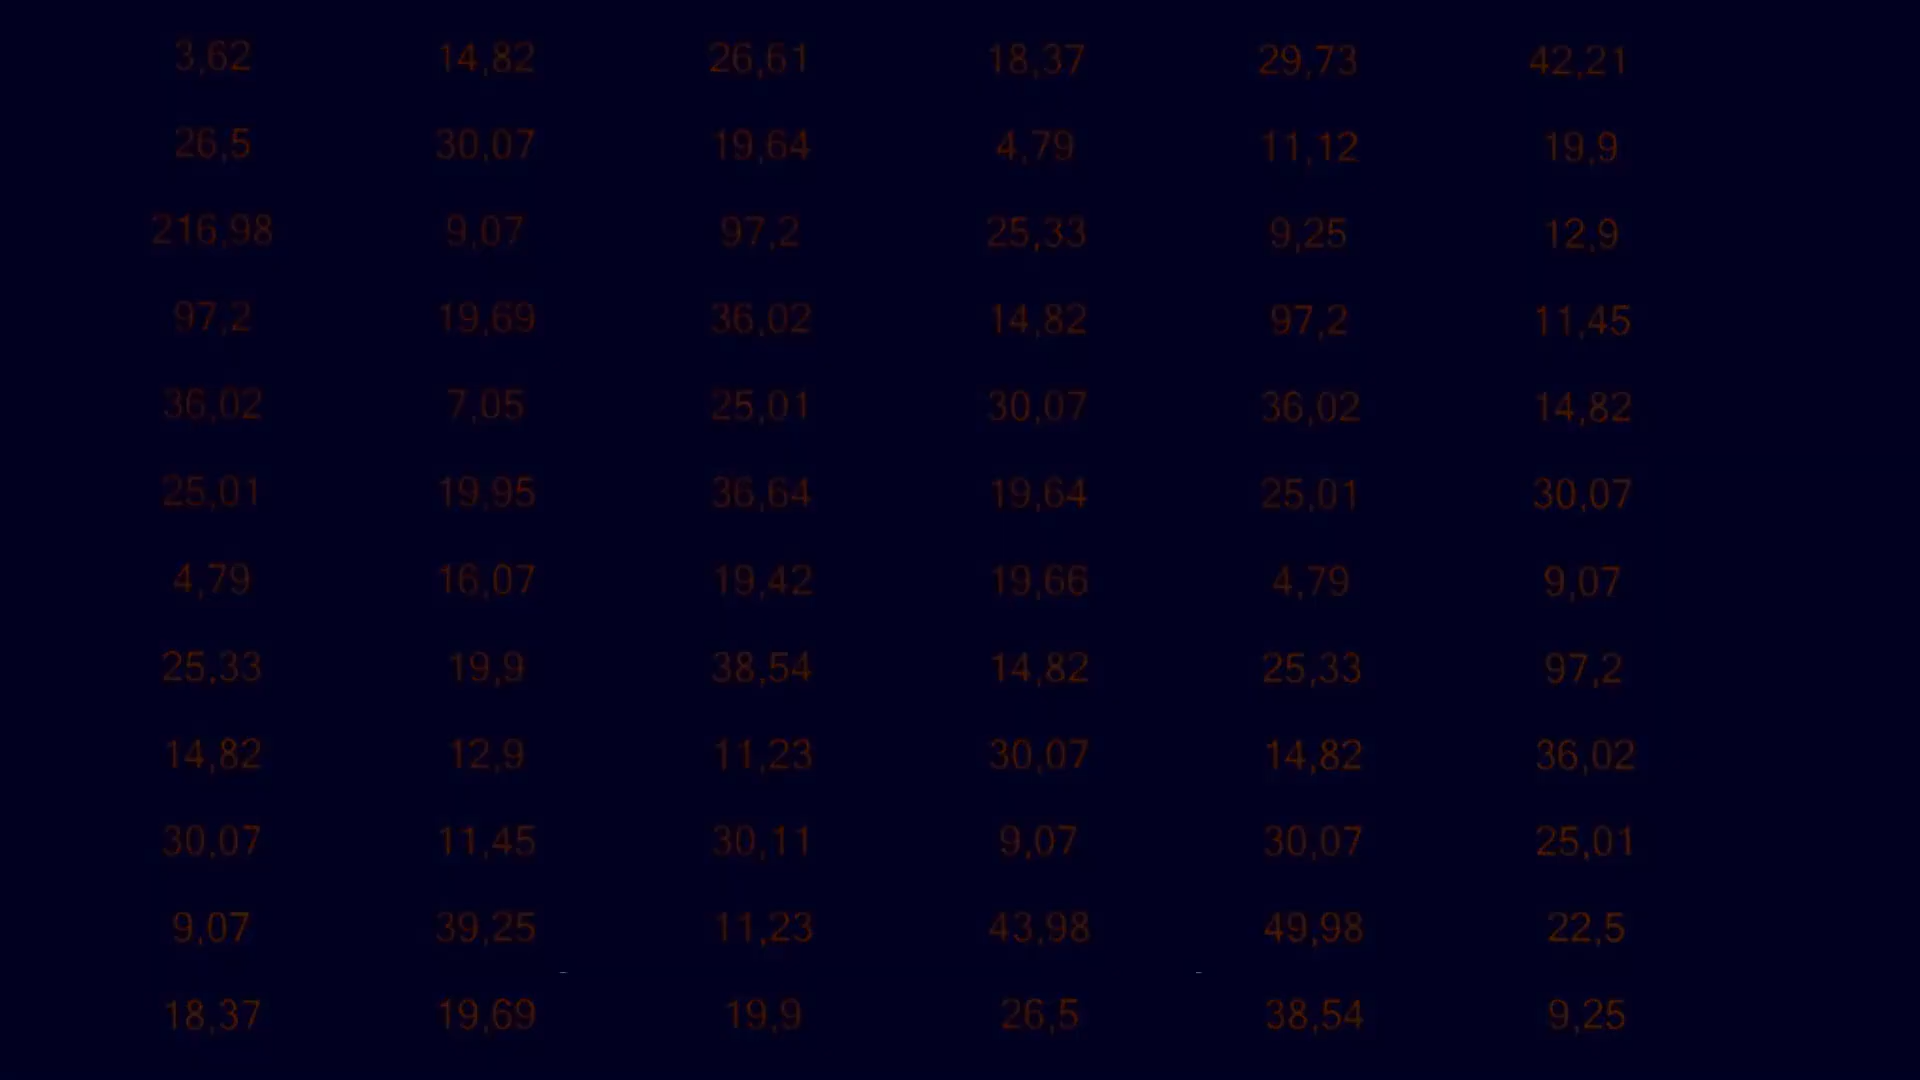 3,62 14,82 26,61 18,37 29,73 42,21
26,5 30,07 19,64 4,79 11,12 19,9
216,98 9,07 97,2 25,33 9,25 12,9
97,2 19,69 36,02 14,82 97,2 11,45
36,02 7,05 25,01 30,07 36,02 14,82
25,01 19,95 36,64 19,64 25,01 30,07
4,79 16,07 19,42 19,66 4,79 9,07
25,33 19,9 38,54 14,82 25,33 97,2
14,82 12,9 11,23 30,07 14,82 36,02
30,07 11,45 30,11 9,07 30,07 25,01
9,07 39,25 11,23 43,98 49,98 22,5
18,37 19,69 19,9 26,5 38,54 9,25